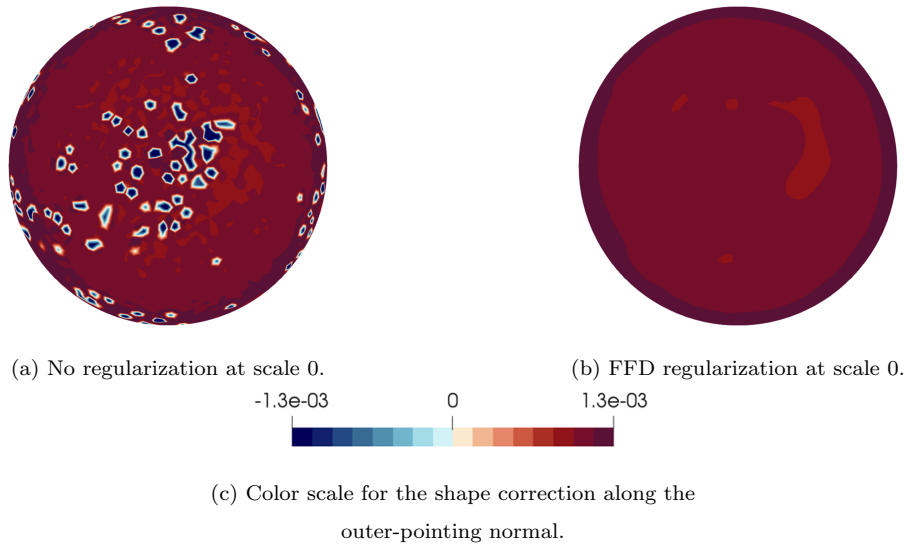 (a) No regularization at scale 0.
(b) FFD regularization at scale 0.
-1.3e-03 0 1.3e-03
(c) Color scale for the shape correction along the
outer-pointing normal.